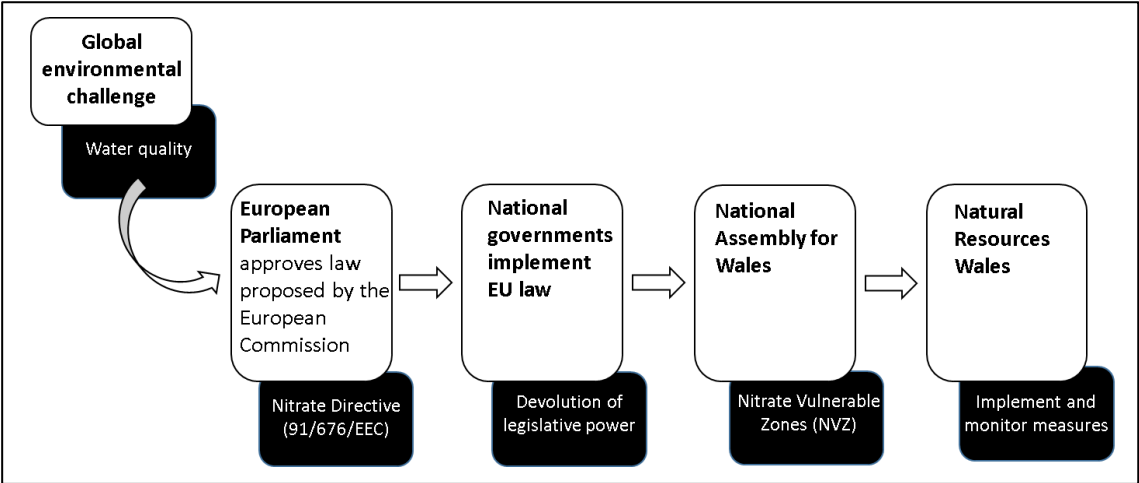 Global
environmental
challenge
Water quality
European
Parliament
approves law
proposed by the
European
Commission
Nitrate Directive
(91/676/EEC)
National
governments
implement
EU law
Devolution of
legislative power
National
Assembly for
Wales
Nitrate Vulnerable
Zones (NVZ)
Natural
Resources
Wales
Implement and
monitor measures